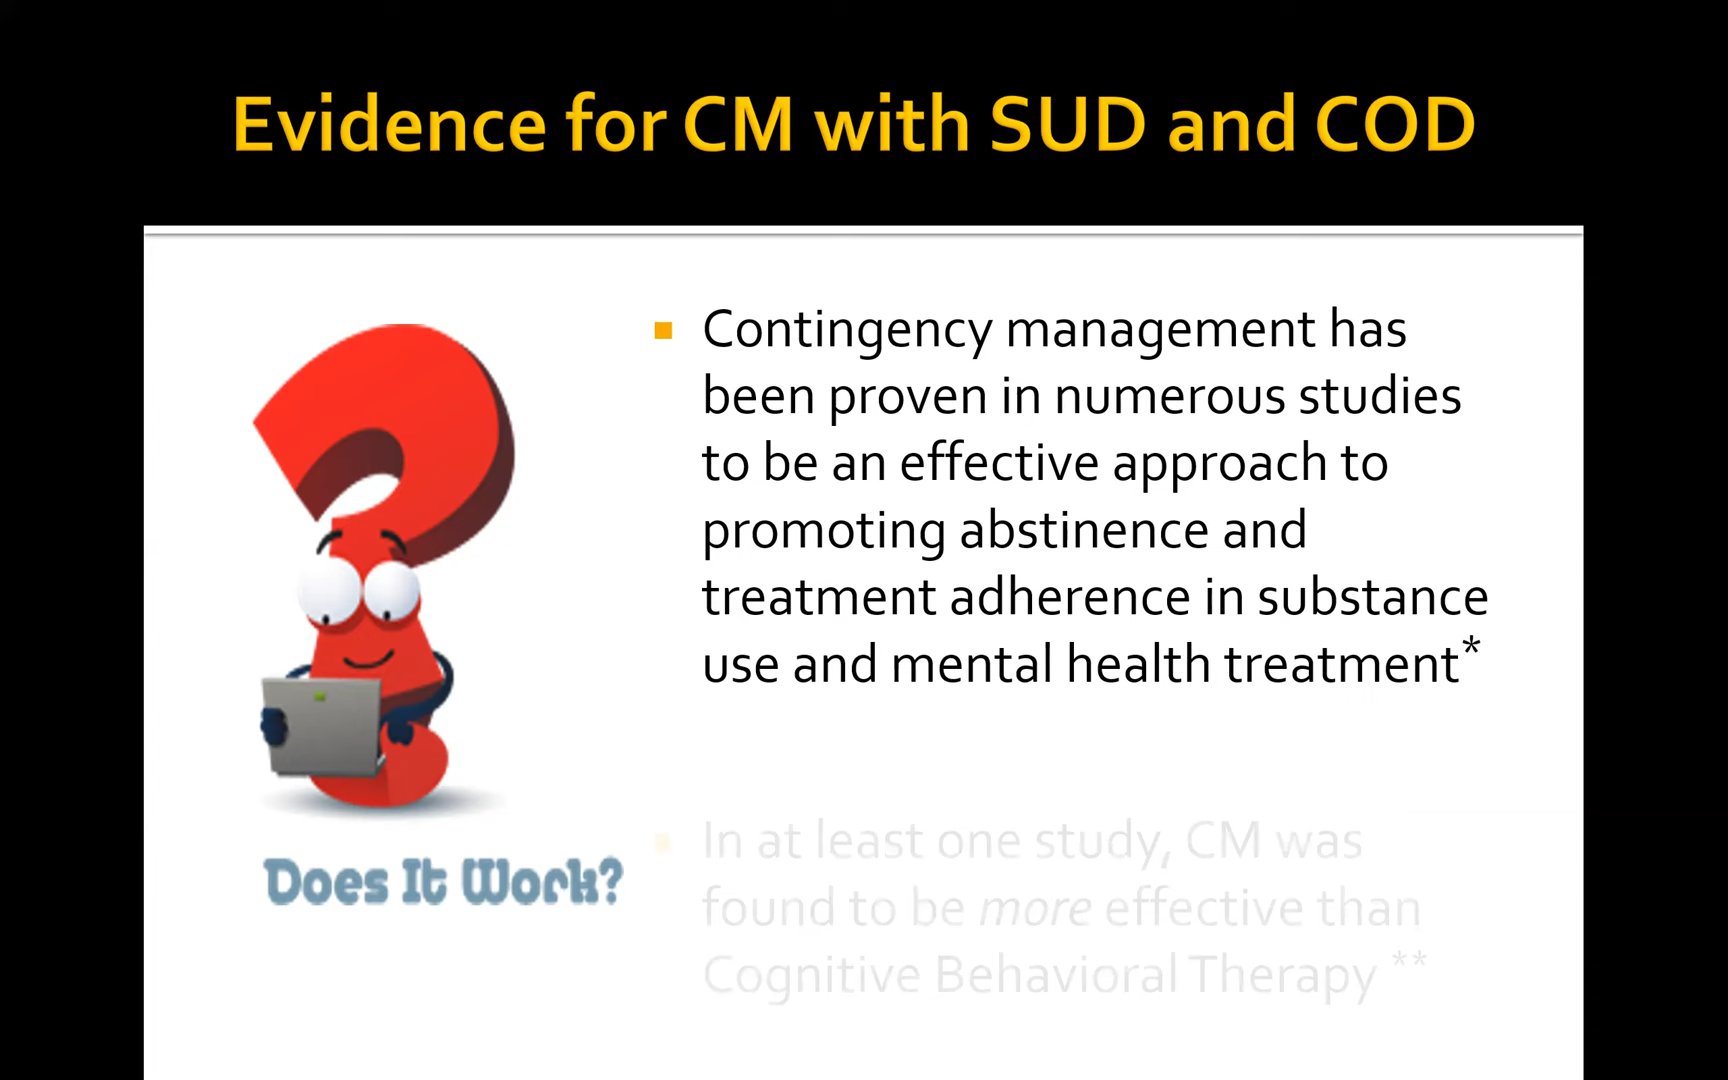 Evidence for CM with SUD and COD
Contingency management has
been proven in numerous studies
to be an effective approach to
promoting abstinence and
treatment adherence in substance
use and mental health treatment*
In at least one study, CM was
found to be more effective than
Cognitive Behavioral Therapy **
Does It Work?